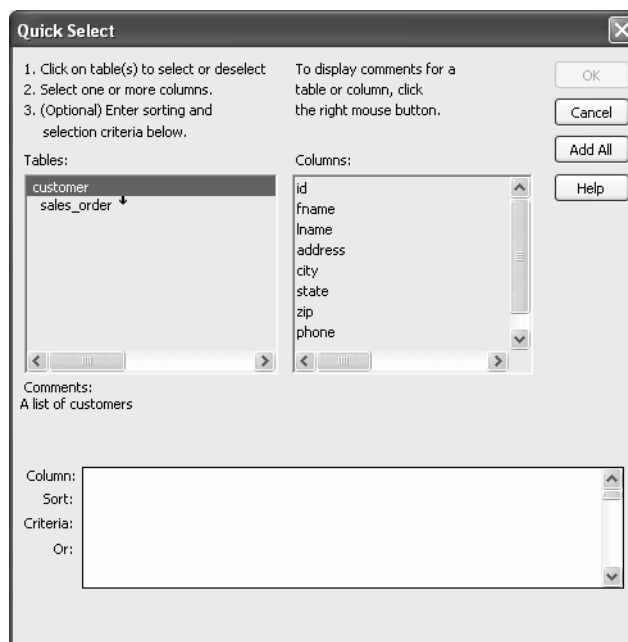 Quick Select
1. Click on table(s) to select or deselect
2. Select one or more columns.
3. (Optional) Enter sorting and
selection criteria below.
To display comments for a
table or column, click
the right mouse button.
OK
Cancel
Add All
Help
Tables:
customer
sales_order
Columns:
id
fname
lname
address
city
state
zip
phone
Comments:
A list of customers
Column:
Sort:
Criteria:
Or: